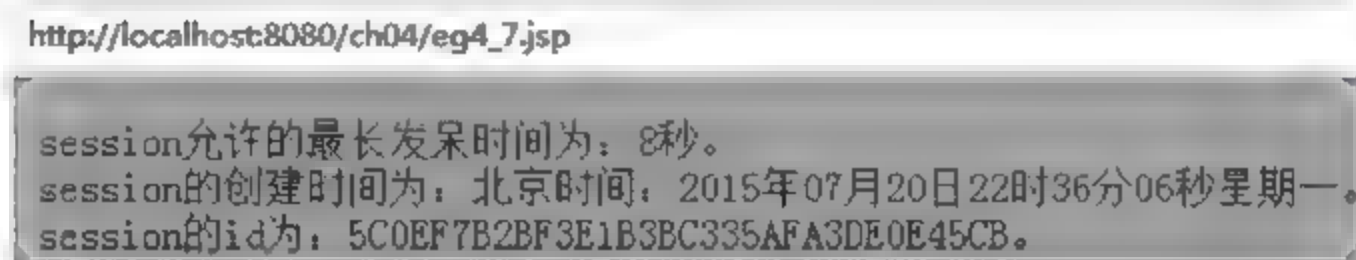 http://localhost:8080/ch04/eg4_7.jsp
session允许的最长发呆时间为：8秒。
session的创建时间为：北京时间：2015年07月20日22时36分06秒星期一。
session的id为：5C0EF7B2BF3E1B3BC335AFA3DE0E45CB。